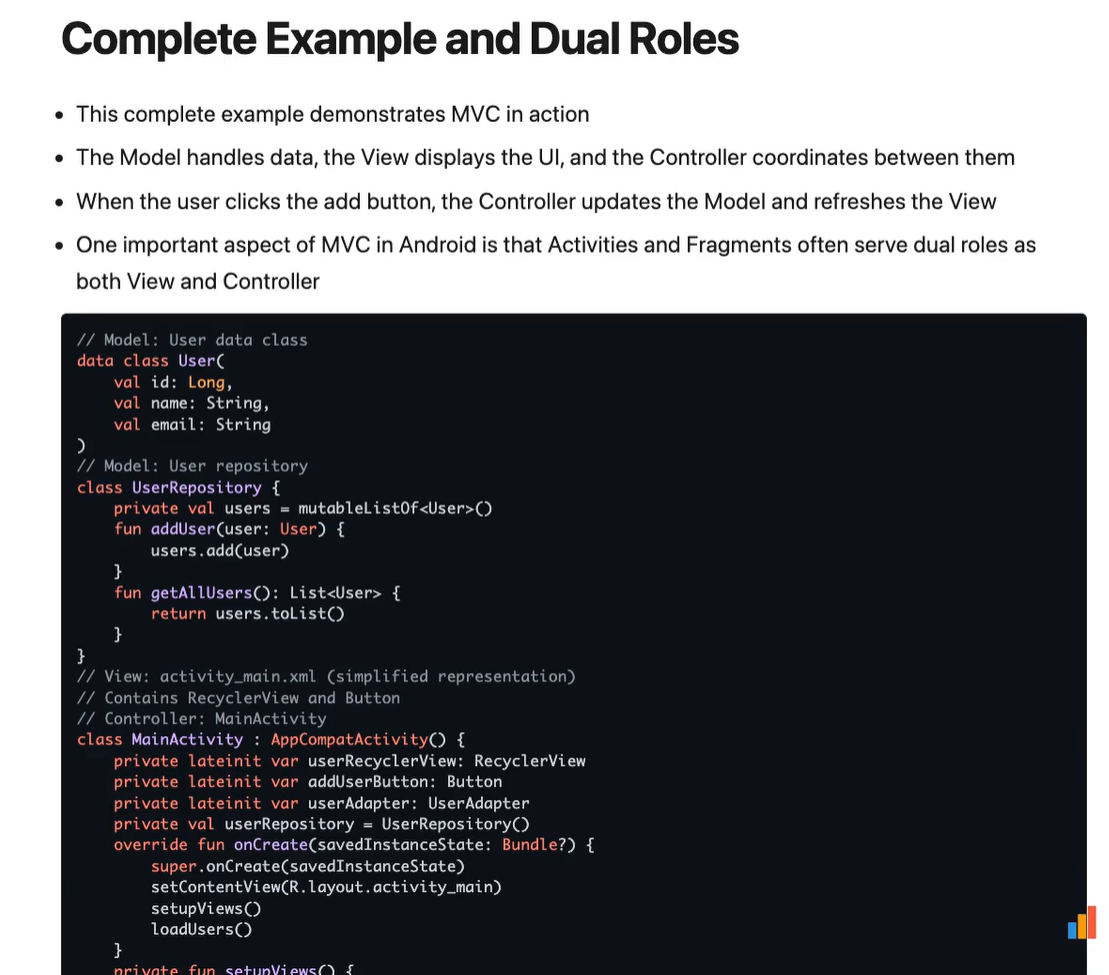 Complete Example and Dual Roles
• This complete example demonstrates MVC in action
• The Model handles data, the View displays the UI, and the Controller coordinates between them
• When the user clicks the add button, the Controller updates the Model and refreshes the View
• One important aspect of MVC in Android is that Activities and Fragments often serve dual roles as
both View and Controller
// Model: User data class
data class User(
    val id: Long,
    val name: String,
    val email: String
)
// Model: User repository
class UserRepository {
    private val users = mutableListOf<User>()
    fun addUser(user: User) {
        users.add(user)
    }
    fun getAllUsers(): List<User> {
        return users.toList()
    }
}
// View: activity_main.xml (simplified representation)
// Contains RecyclerView and Button
// Controller: MainActivity
class MainActivity : AppCompatActivity() {
    private lateinit var userRecyclerView: RecyclerView
    private lateinit var addUserButton: Button
    private lateinit var userAdapter: UserAdapter
    private val userRepository = UserRepository()
    override fun onCreate(savedInstanceState: Bundle?) {
        super.onCreate(savedInstanceState)
        setContentView(R.layout.activity_main)
        setupViews()
        loadUsers()
    }
    private fun setupViews() {